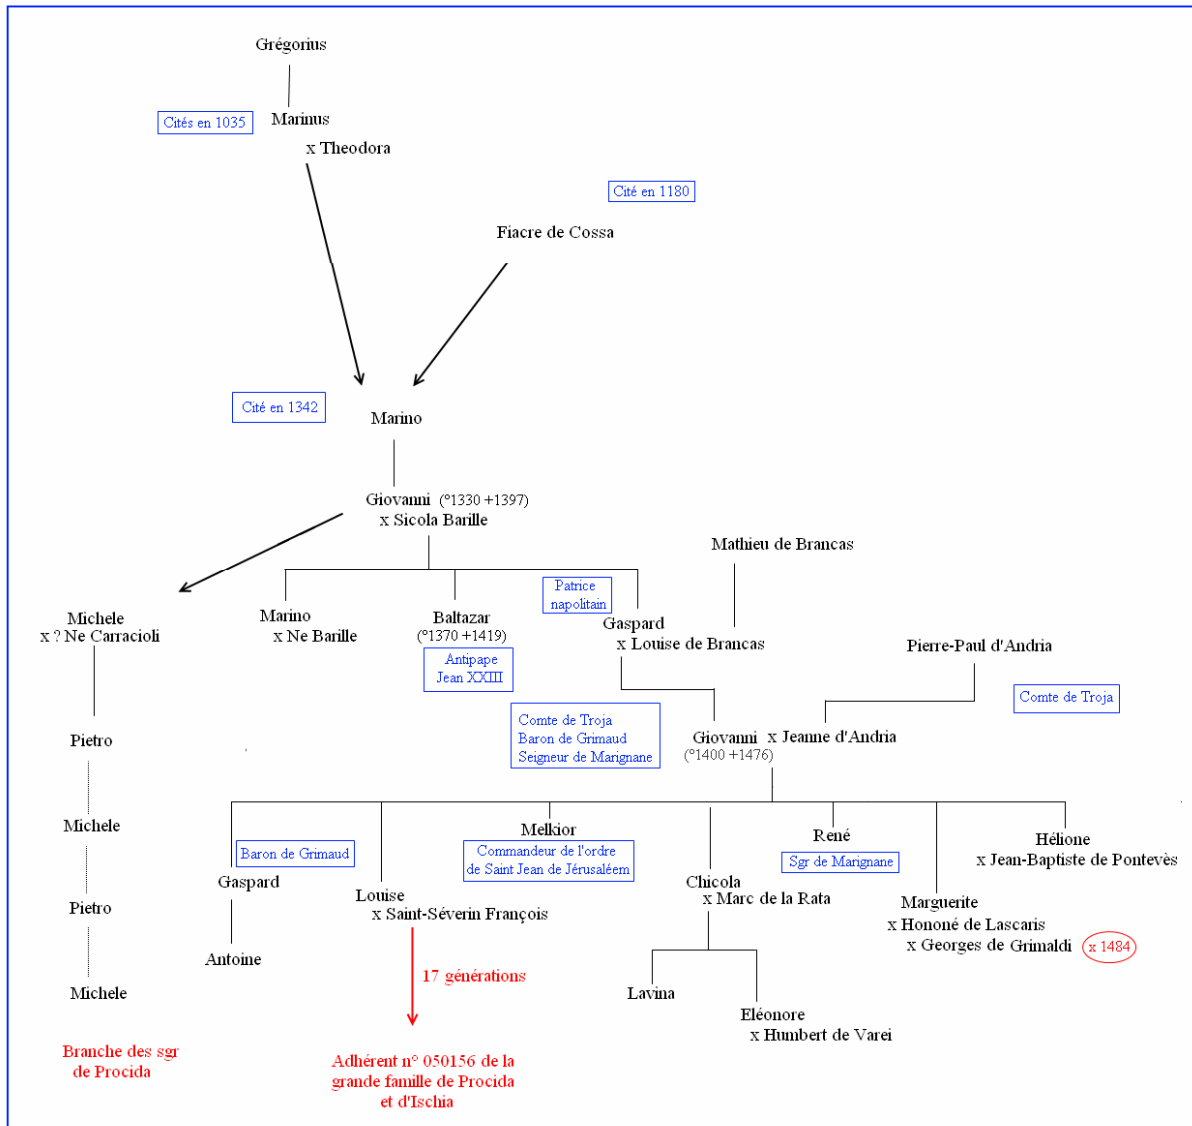 Grégorius
Cités en 1035
Marinus
x Theodora
Cité en 1180
Fiacre de Cossa
Cité en 1342
Marino
Giovanni (°1330 +1397)
x Sicola Barille
Mathieu de Brancas
Michele
x ? Ne Carracioli
Marino
x Ne Barille
Baltazar
(°1370 +1419)
Antipape
Jean XXIII
Patrice
napolitain
Gaspard
x Louise de Brancas
Pierre-Paul d'Andria
Comte de Troja
Pietro
Comte de Troja
Baron de Grimaud
Seigneur de Marignane
Giovanni x Jeanne d'Andria
(°1400 +1476)
Michele
Baron de Grimaud
Gaspard
Antoine
Louise
x Saint-Séverin François
Melkior
Commandeur de l'ordre
de Saint Jean de Jérusaléem
Chicola
x Marc de la Rata
René
Sgr de Marignane
Marguerite
x Hononé de Lascaris
x Georges de Grimaldi x 1484
Hélione
x Jean-Baptiste de Pontevès
Pietro
Michele
17 générations
Lavina
Eléonore
x Humbert de Varei
Branche des sgr
de Procida
Adhérent n° 050156 de la
grande famille de Procida
et d'Ischia